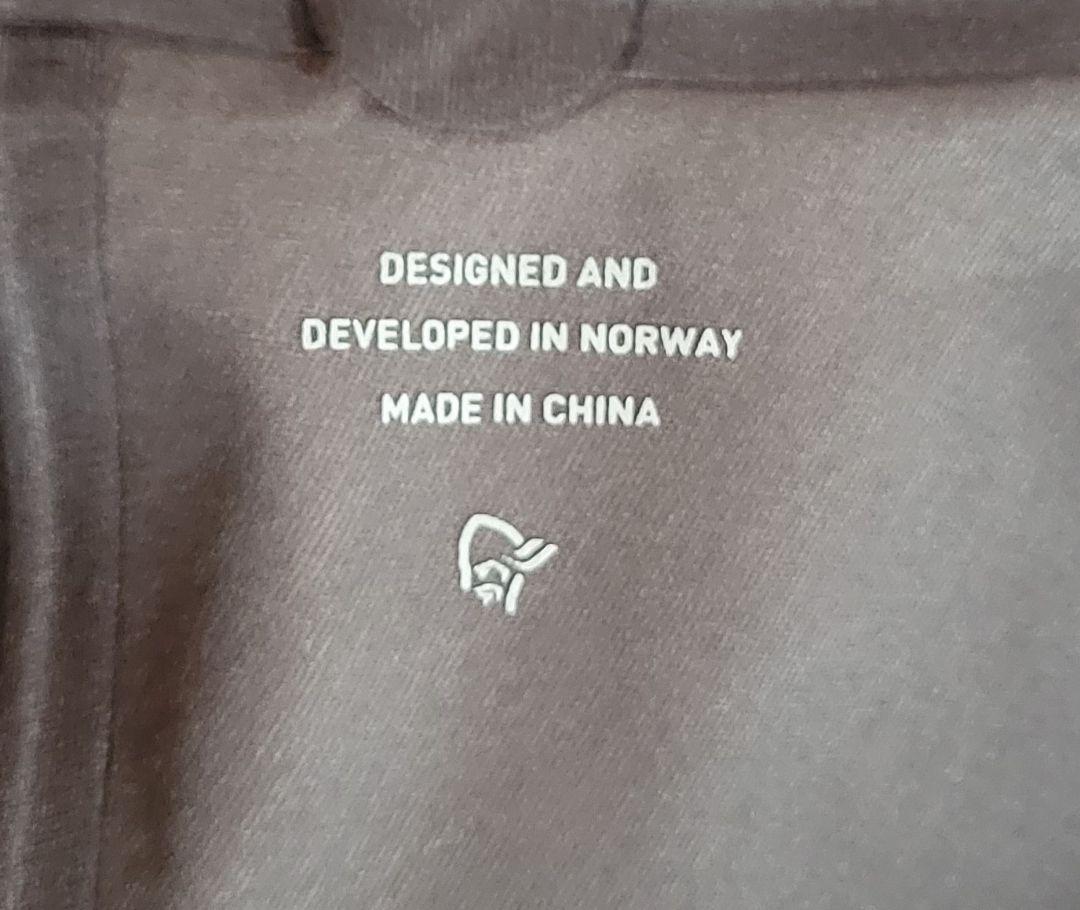 DESIGNED AND
DEVELOPED IN NORWAY
MADE IN CHINA